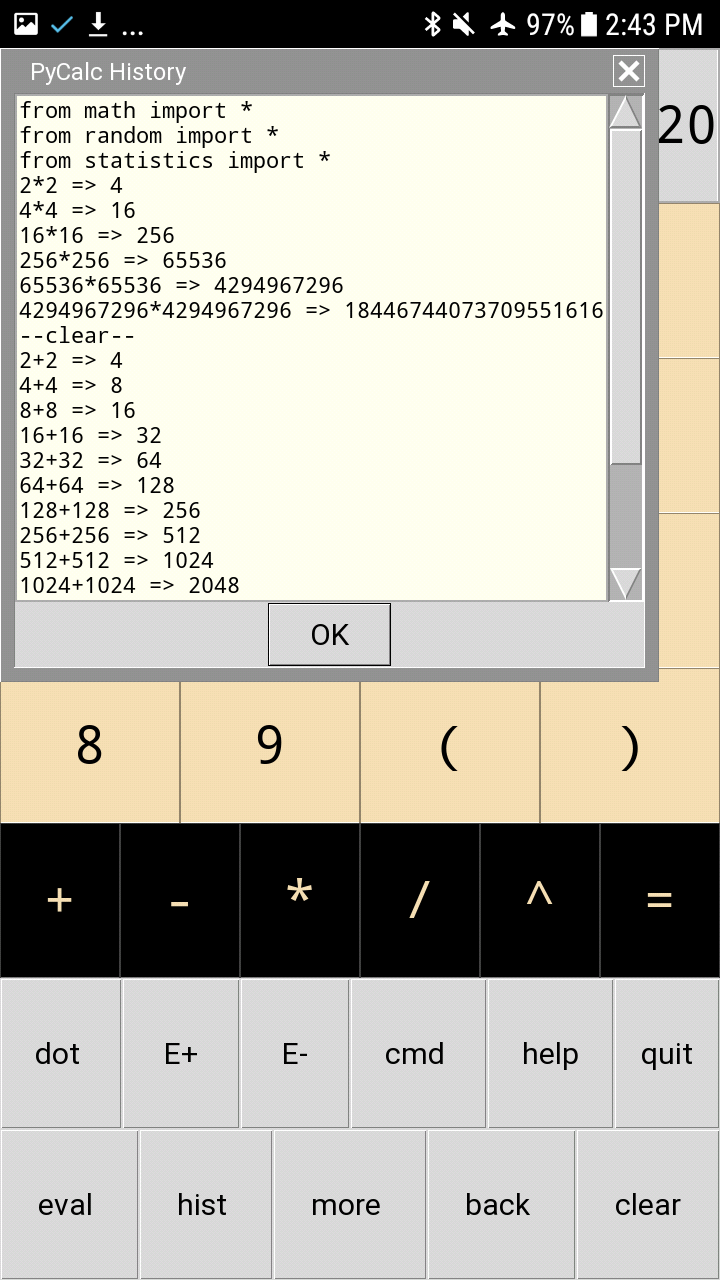 ... 97% 2:43 PM
PyCalc History
20
from math import *
from random import *
from statistics import *
2*2 => 4
4*4 => 16
16*16 => 256
256*256 => 65536
65536*65536 => 4294967296
4294967296*4294967296 => 18446744073709551616
--clear--
2+2 => 4
4+4 => 8
8+8 => 16
16+16 => 32
32+32 => 64
64+64 => 128
128+128 => 256
256+256 => 512
512+512 => 1024
1024+1024 => 2048
OK
8 9 ( )
+ - * / ^ =
dot E+ E- cmd help quit
eval hist more back clear